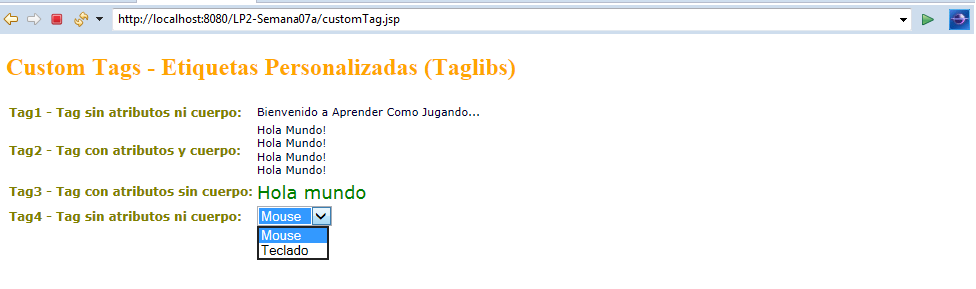 http://localhost:8080/LP2-Semana07a/customTag.jsp
Custom Tags - Etiquetas Personalizadas (Taglibs)
Tag1 - Tag sin atributos ni cuerpo: Bienvenido a Aprender Como Jugando...
Tag2 - Tag con atributos y cuerpo:
Hola Mundo!
Hola Mundo!
Hola Mundo!
Hola Mundo!
Tag3 - Tag con atributos sin cuerpo: Hola mundo
Tag4 - Tag sin atributos ni cuerpo: Mouse
Mouse
Teclado